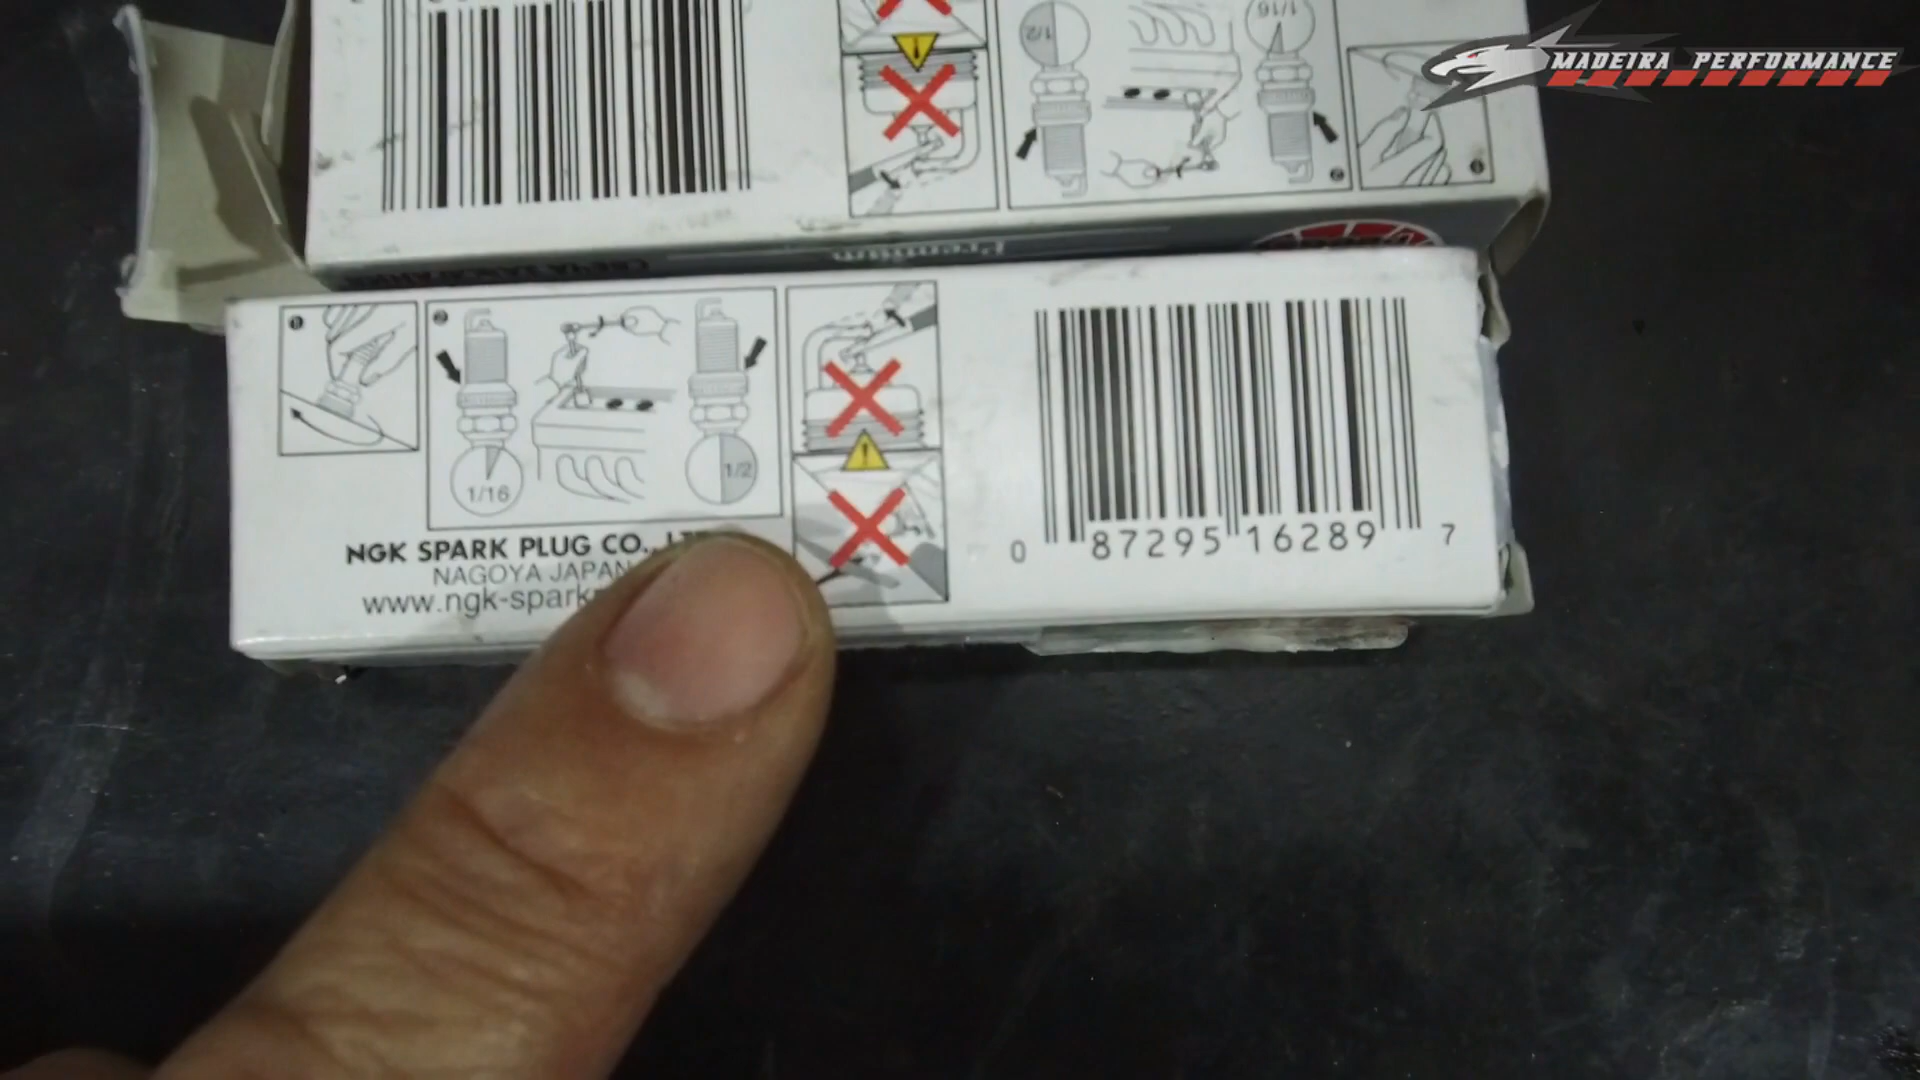 MADEIRA PERFORMANCE
1/2
1/16
Premium
1/16
1/2
NGK SPARK PLUG CO.,
NAGOYA JAPAN
www.ngk-spark
0 87295 16289 7